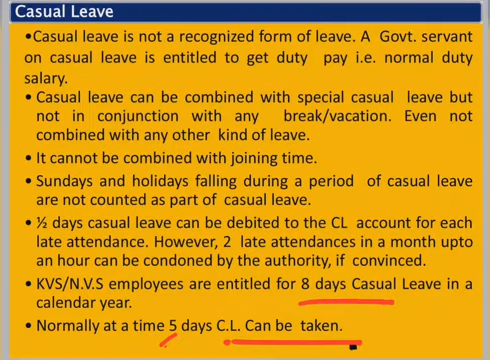 Casual Leave
•Casual leave is not a recognized form of leave. A Govt. servant
on casual leave is entitled to get duty pay i.e. normal duty
salary.
• Casual leave can be combined with special casual leave but
not in conjunction with any break/vacation. Even not
combined with any other kind of leave.
• It cannot be combined with joining time.
• Sundays and holidays falling during a period of casual leave
are not counted as part of casual leave.
• ½ days casual leave can be debited to the CL account for each
late attendance. However, 2 late attendances in a month upto
an hour can be condoned by the authority, if convinced.
• KVS/N.V.S employees are entitled for 8 days Casual Leave in a
calendar year.
• Normally at a time 5 days C.L. Can be taken.